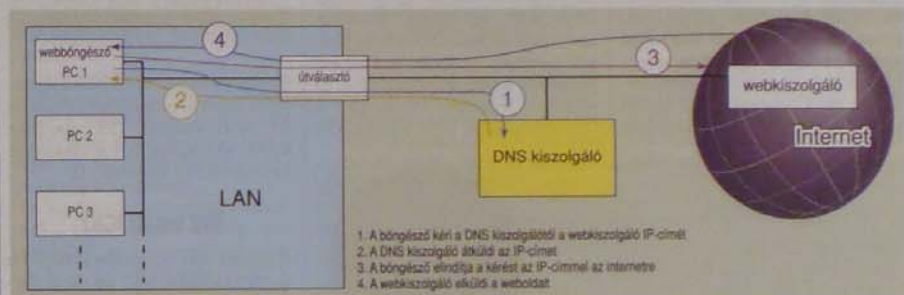 webböngésző
PC 1
4
útválasztó
3
webkiszolgáló
2
1
PC 2
DNS kiszolgáló
Internet
PC 3
LAN
1. A böngésző kéri a DNS kiszolgálótól a webkiszolgáló IP-címét
2. A DNS kiszolgáló átküldi az IP-címet
3. A böngésző elindítja a kérést az IP-címmel az internetre
4. A webkiszolgáló elküldi a weboldalt